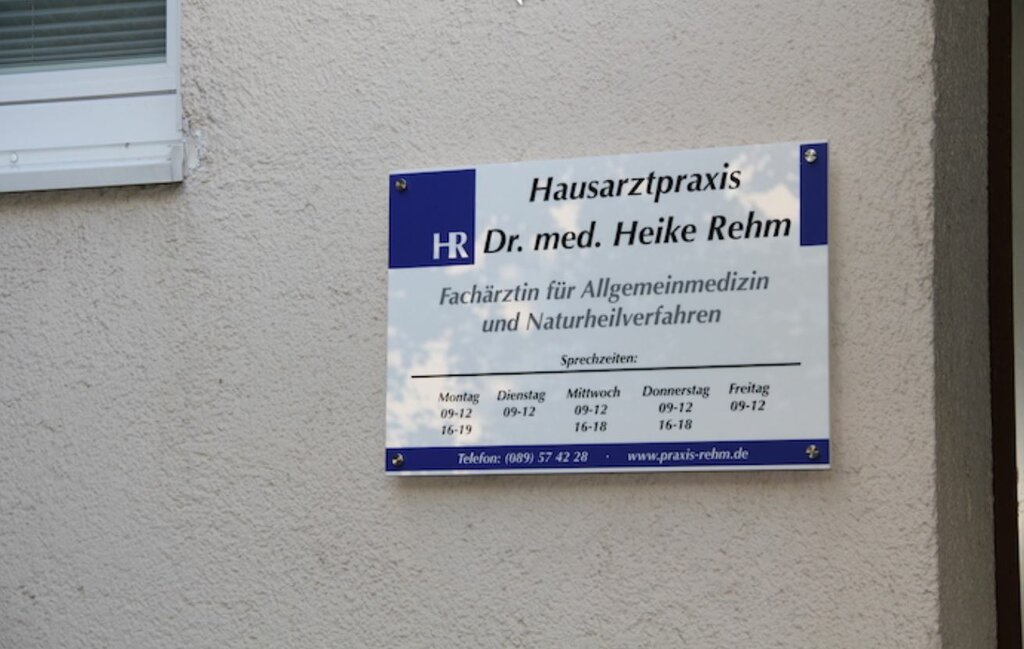 Hausarztpraxis
HR Dr. med. Heike Rehm
Fachärztin für Allgemeinmedizin
und Naturheilverfahren
Sprechzeiten:
Montag Dienstag Mittwoch Donnerstag Freitag
09-12 09-12 09-12 09-12 09-12
16-19 16-18 16-18
Telefon: (089) 57 42 28 · www.praxis-rehm.de